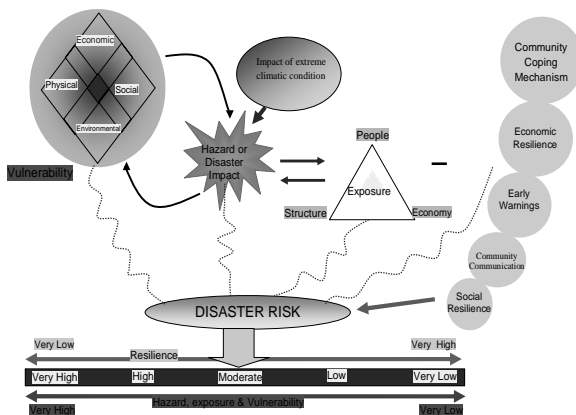 Economic
Physical
Social
Environmental
Vulnerability
Impact of extreme
climatic condition
Hazard or
Disaster
Impact
People
Exposure
Structure
Economy
Community
Coping
Mechanism
Economic
Resilience
Early
Warnings
Community
Communication
Social
Resilience
DISASTER RISK
Very Low
Very High
Resilience
Very High
High
Moderate
Low
Very Low
Hazard, exposure & Vulnerability
Very High
Very Low